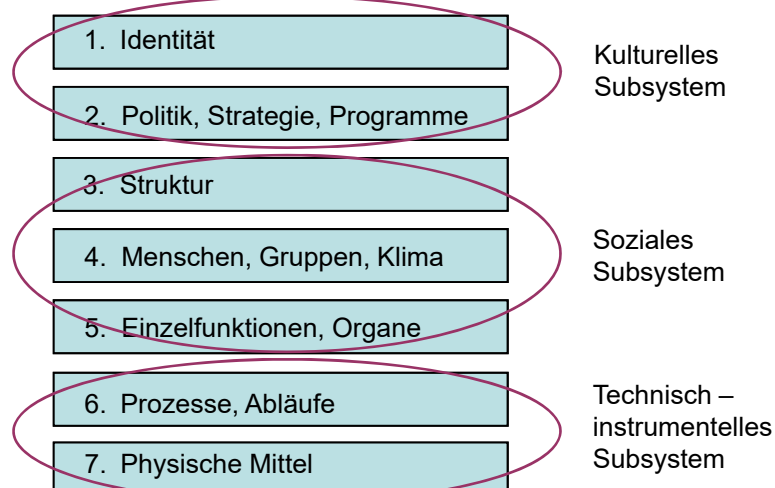 1. Identität
Kulturelles
Subsystem
2. Politik, Strategie, Programme
3. Struktur
4. Menschen, Gruppen, Klima
Soziales
Subsystem
5. Einzelfunktionen, Organe
6. Prozesse, Abläufe
Technisch –
instrumentelles
Subsystem
7. Physische Mittel